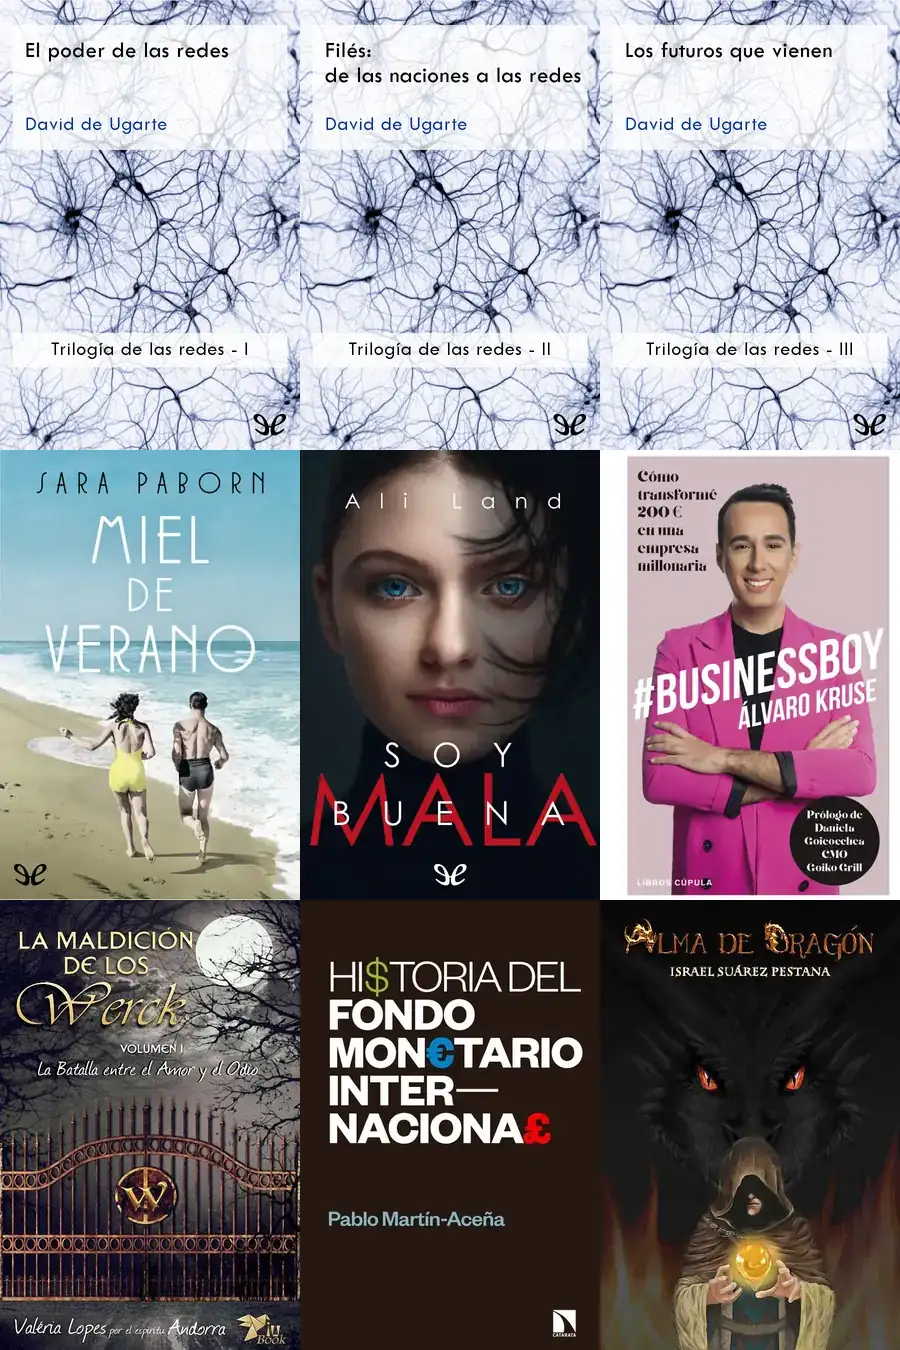 El poder de las redes
David de Ugarte
Trilogía de las redes - I
Filés:
de las naciones a las redes
David de Ugarte
Trilogía de las redes - II
Los futuros que vienen
David de Ugarte
Trilogía de las redes - III
SARA PABORN
MIEL
DE
VERANO
Ali Land
SOY
BUENA
MALA
Cómo
transformé
200 €
en una
empresa
millonaria
#BUSINESSBOY
ÁLVARO KRUSE
Prólogo de
Daniela
Goicoechea
CMO
Goiko Grill
LIBROS CÚPULA
LA MALDICIÓN
DE LOS
Werck
VOLUMEN I
La Batalla entre el Amor y el Odio
W
Valéria Lopes por el espíritu Andorra
Viu
Book
HI$TORIA DEL
FONDO
MON€TARIO
INTER—
NACIONA£
Pablo Martín-Aceña
CATARATA
ALMA DE DRAGÓN
ISRAEL SUÁREZ PESTANA